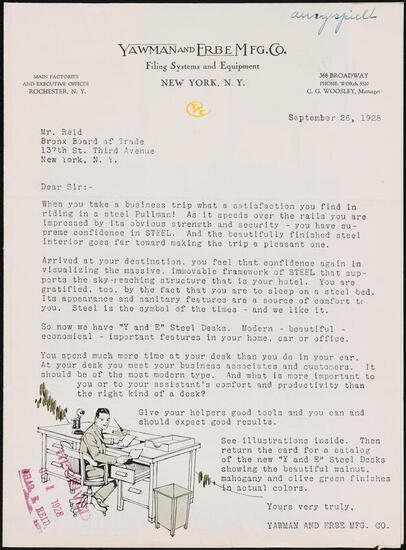 YAWMAN AND ERBE MFG. CO.
Filing Systems and Equipment
NEW YORK, N. Y.
MAIN FACTORIES
AND EXECUTIVE OFFICES
ROCHESTER, N. Y.
368 BROADWAY
PHONE: WORth 5520
C. G. WOOSLEY, Manager
September 26, 1928
Mr. Reid
Bronx Board of Trade
137th St. Third Avenue
New York, N. Y.
Dear Sir:-
When you take a business trip what a satisfaction you find in
riding in a steel Pullman! As it speeds over the rails you are
impressed by its obvious strength and security - you have su-
preme confidence in STEEL. And the beautifully finished steel
interior goes far toward making the trip a pleasant one.
Arrived at your destination, you feel that confidence again in
visualizing the massive, immovable framework of STEEL that sup-
ports the sky-reaching structure that is your hotel. You are
gratified, too, by the fact that you are to sleep on a steel bed.
Its appearance and sanitary features are a source of comfort to
you. Steel is the symbol of the times - and we like it.
So now we have "Y and E" Steel Desks. Modern - beautiful -
economical - important features in your home, car or office.
You spend much more time at your desk than you do in your car.
At your desk you meet your business associates and customers. It
should be of the most modern type. And what is more important to
you or to your assistant's comfort and productivity than
the right kind of a desk?
Give your helpers good tools and you can and
should expect good results.
See illustrations inside. Then
return the card for a catalog
of the new "Y and E" Steel Desks
showing the beautiful walnut,
mahogany and olive green finishes
in actual colors.
Yours very truly,
YAWMAN AND ERBE MFG. CO.
1928
REID